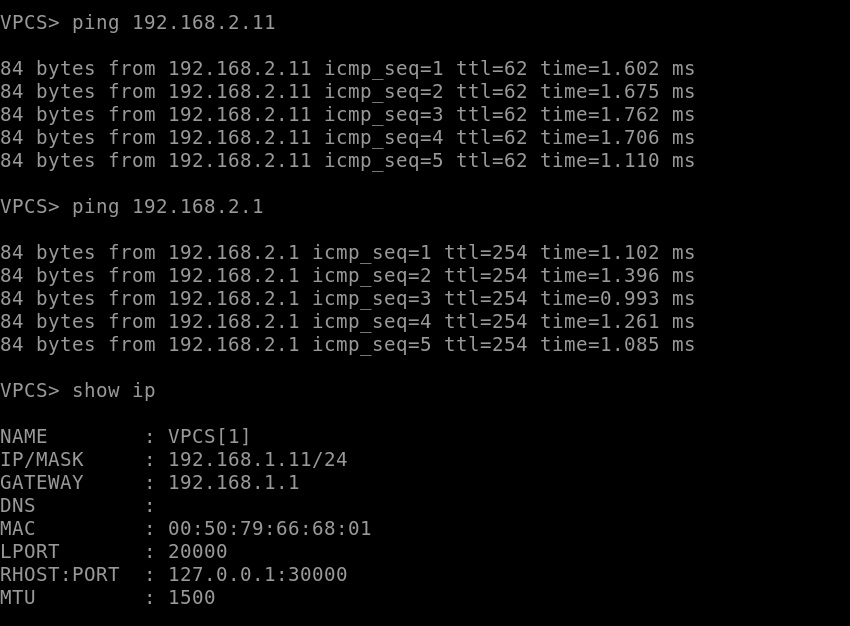 VPCS> ping 192.168.2.11
84 bytes from 192.168.2.11 icmp_seq=1 ttl=62 time=1.602 ms
84 bytes from 192.168.2.11 icmp_seq=2 ttl=62 time=1.675 ms
84 bytes from 192.168.2.11 icmp_seq=3 ttl=62 time=1.762 ms
84 bytes from 192.168.2.11 icmp_seq=4 ttl=62 time=1.706 ms
84 bytes from 192.168.2.11 icmp_seq=5 ttl=62 time=1.110 ms
VPCS> ping 192.168.2.1
84 bytes from 192.168.2.1 icmp_seq=1 ttl=254 time=1.102 ms
84 bytes from 192.168.2.1 icmp_seq=2 ttl=254 time=1.396 ms
84 bytes from 192.168.2.1 icmp_seq=3 ttl=254 time=0.993 ms
84 bytes from 192.168.2.1 icmp_seq=4 ttl=254 time=1.261 ms
84 bytes from 192.168.2.1 icmp_seq=5 ttl=254 time=1.085 ms
VPCS> show ip
NAME        : VPCS[1]
IP/MASK     : 192.168.1.11/24
GATEWAY     : 192.168.1.1
DNS         :
MAC         : 00:50:79:66:68:01
LPORT       : 20000
RHOST:PORT  : 127.0.0.1:30000
MTU         : 1500